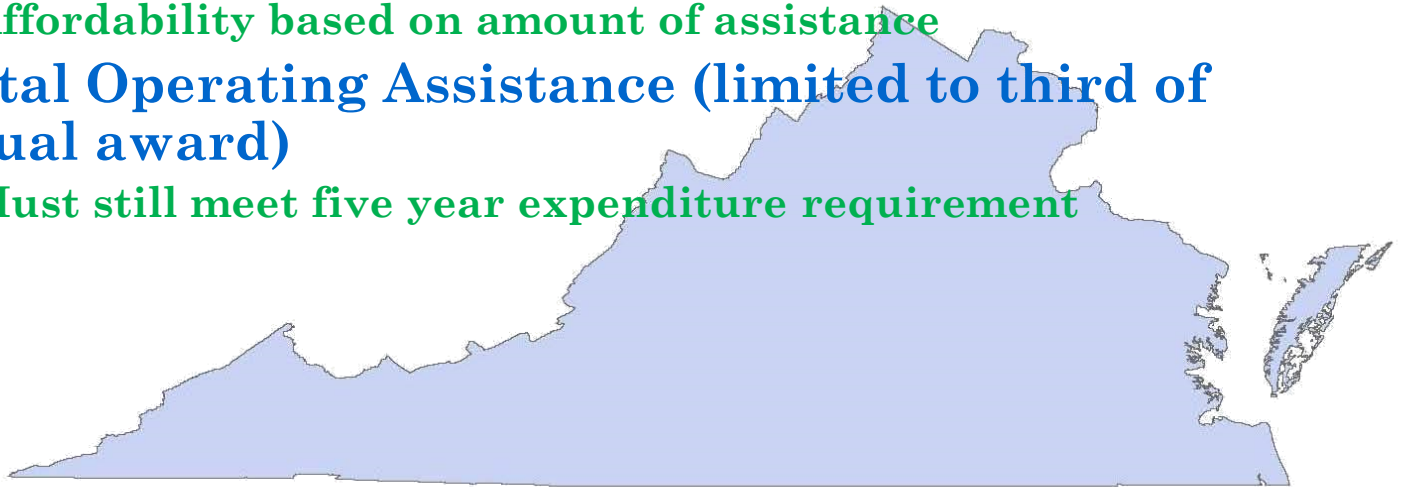 ffordability based on amount of assistance
tal Operating Assistance (limited to third of
ual award)
ust still meet five year expenditure requirement